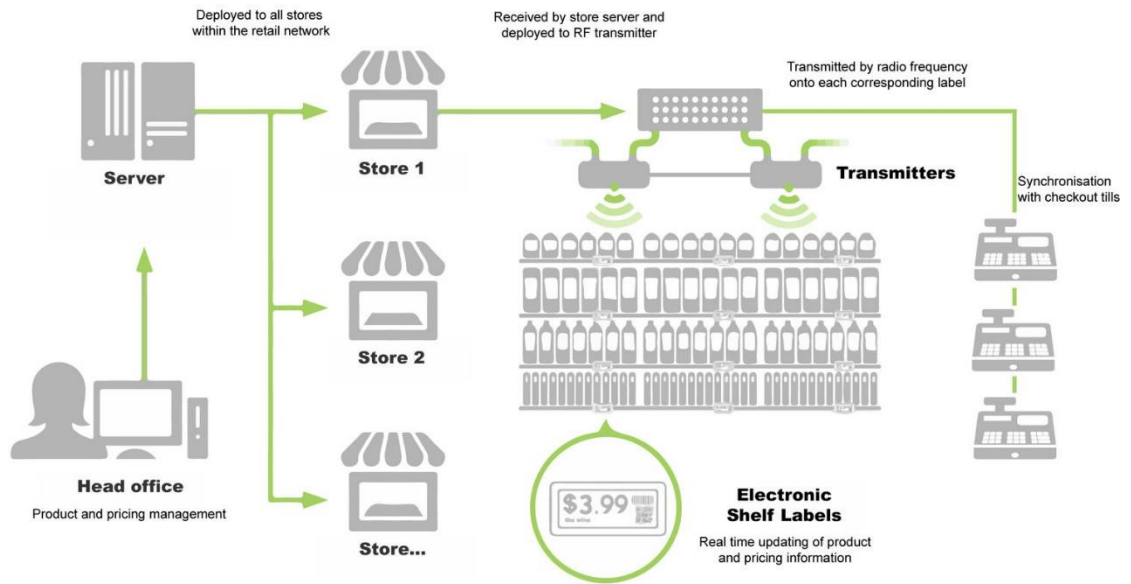 Deployed to all stores
within the retail network
Received by store server and
deployed to RF transmitter
Transmitted by radio frequency
onto each corresponding label
Server
Store 1
Transmitters
Synchronisation
with checkout tills
Store 2
Head office
Product and pricing management
Store...
$3.99
Electronic
Shelf Labels
Real time updating of product
and pricing information